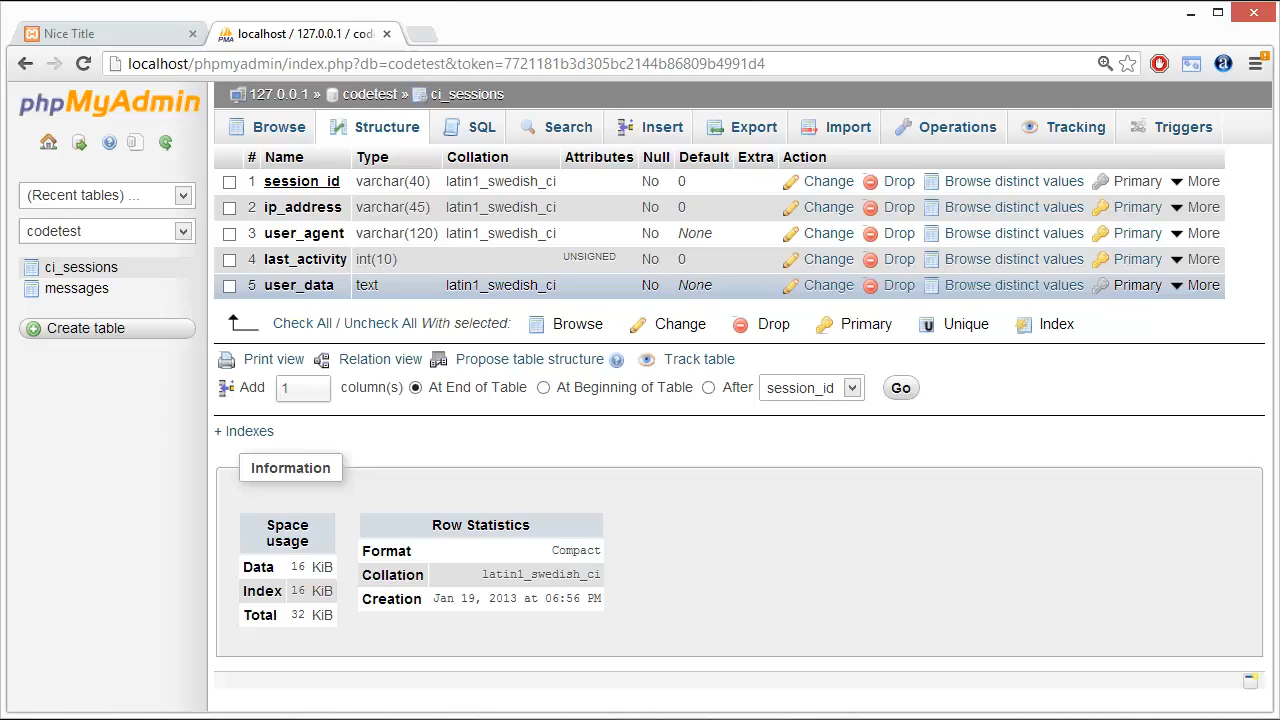 Nice Title
localhost / 127.0.0.1 / cod
localhost/phpmyadmin/index.php?db=codetest&token=7721181f3d305bc2144b86809b4991d4
phpMyAdmin
(Recent tables) ...
codetest
ci_sessions
messages
Create table
127.0.0.1 » codetest » ci_sessions
Browse Structure SQL Search Insert Export Import Operations Tracking Triggers
# Name Type Collation Attributes Null Default Extra Action
1 session_id varchar(40) latin1_swedish_ci No 0 Change Drop Browse distinct values Primary More
2 ip_address varchar(45) latin1_swedish_ci No 0 Change Drop Browse distinct values Primary More
3 user_agent varchar(120) latin1_swedish_ci No None Change Drop Browse distinct values Primary More
4 last_activity int(10) UNSIGNED No 0 Change Drop Browse distinct values Primary More
5 user_data text latin1_swedish_ci No None Change Drop Browse distinct values Primary More
Check All / Uncheck All With selected: Browse Change Drop Primary Unique Index
Print view Relation view Propose table structure Track table
Add 1 column(s) At End of Table At Beginning of Table After session_id Go
+ Indexes
Information
Space usage
Data 16 KiB
Index 16 KiB
Total 32 KiB
Row Statistics
Format Compact
Collation latin1_swedish_ci
Creation Jan 19, 2013 at 06:56 PM